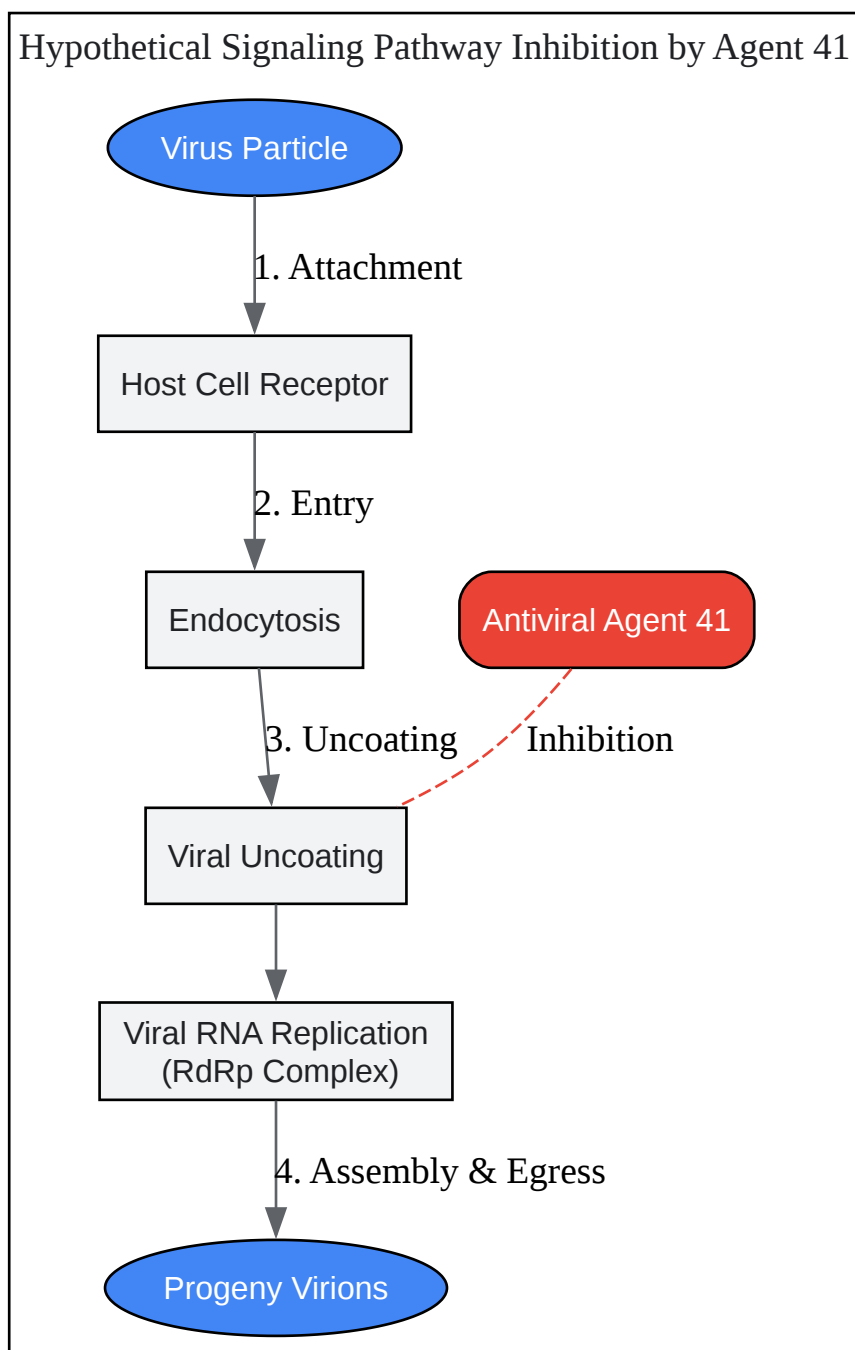 Hypothetical Signaling Pathway Inhibition by Agent 41
Virus Particle
1. Attachment
Host Cell Receptor
2. Entry
Endocytosis
Antiviral Agent 41
3. Uncoating
Inhibition
Viral Uncoating
Viral RNA Replication
(RdRp Complex)
4. Assembly & Egress
Progeny Virions